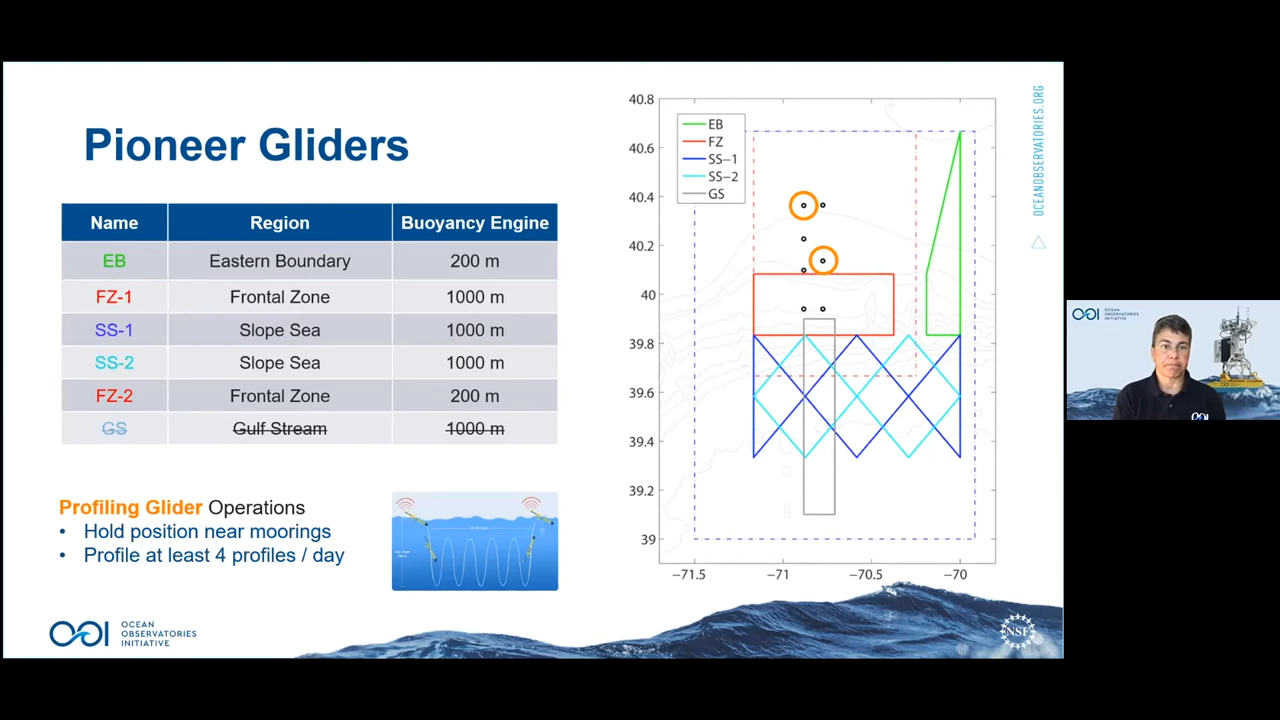 Pioneer Gliders
Name Region Buoyancy Engine
EB Eastern Boundary 200 m
FZ-1 Frontal Zone 1000 m
SS-1 Slope Sea 1000 m
SS-2 Slope Sea 1000 m
FZ-2 Frontal Zone 200 m
GS Gulf Stream 1000 m
Profiling Glider Operations
• Hold position near moorings
• Profile at least 4 profiles / day
OCEAN
OBSERVATORIES
INITIATIVE
40.8
40.6
40.4
40.2
40
39.8
39.6
39.4
39.2
39
−71.5 −71 −70.5 −70
EB
FZ
SS−1
SS−2
GS
OCEANOBSERVATORIES.ORG
NSF
OOI
OCEAN
OBSERVATORIES
INITIATIVE